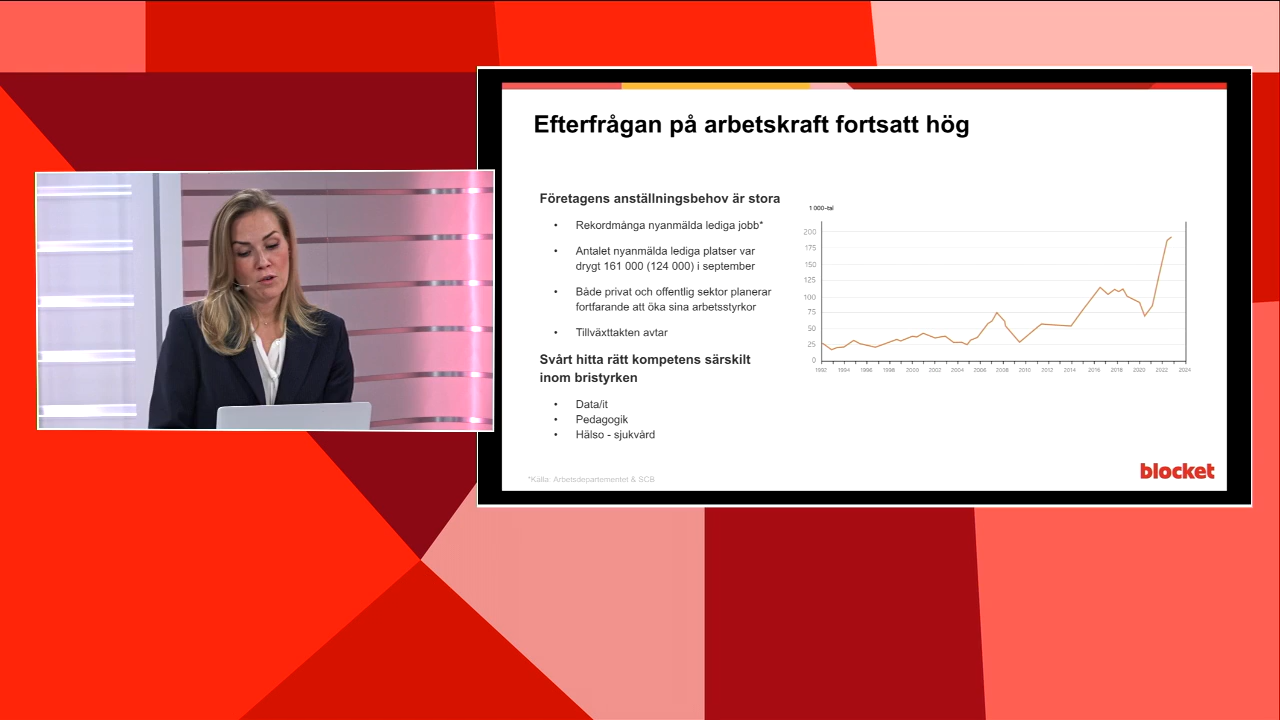 Efterfrågan på arbetskraft fortsatt hög
Företagens anställningsbehov är stora
• Rekordmånga nyanmälda lediga jobb*
• Antalet nyanmälda lediga platser var
drygt 161 000 (124 000) i september
• Både privat och offentlig sektor planerar
fortfarande att öka sina arbetsstyrkor
• Tillväxttakten avtar
Svårt hitta rätt kompetens särskilt
inom bristyrken
• Data/it
• Pedagogik
• Hälso - sjukvård
*Källa: Arbetsdepartementet & SCB
1 000-tal
200
175
150
125
100
75
50
25
0
1992 1994 1996 1998 2000 2002 2004 2006 2008 2010 2012 2014 2016 2018 2020 2022 2024
blocket